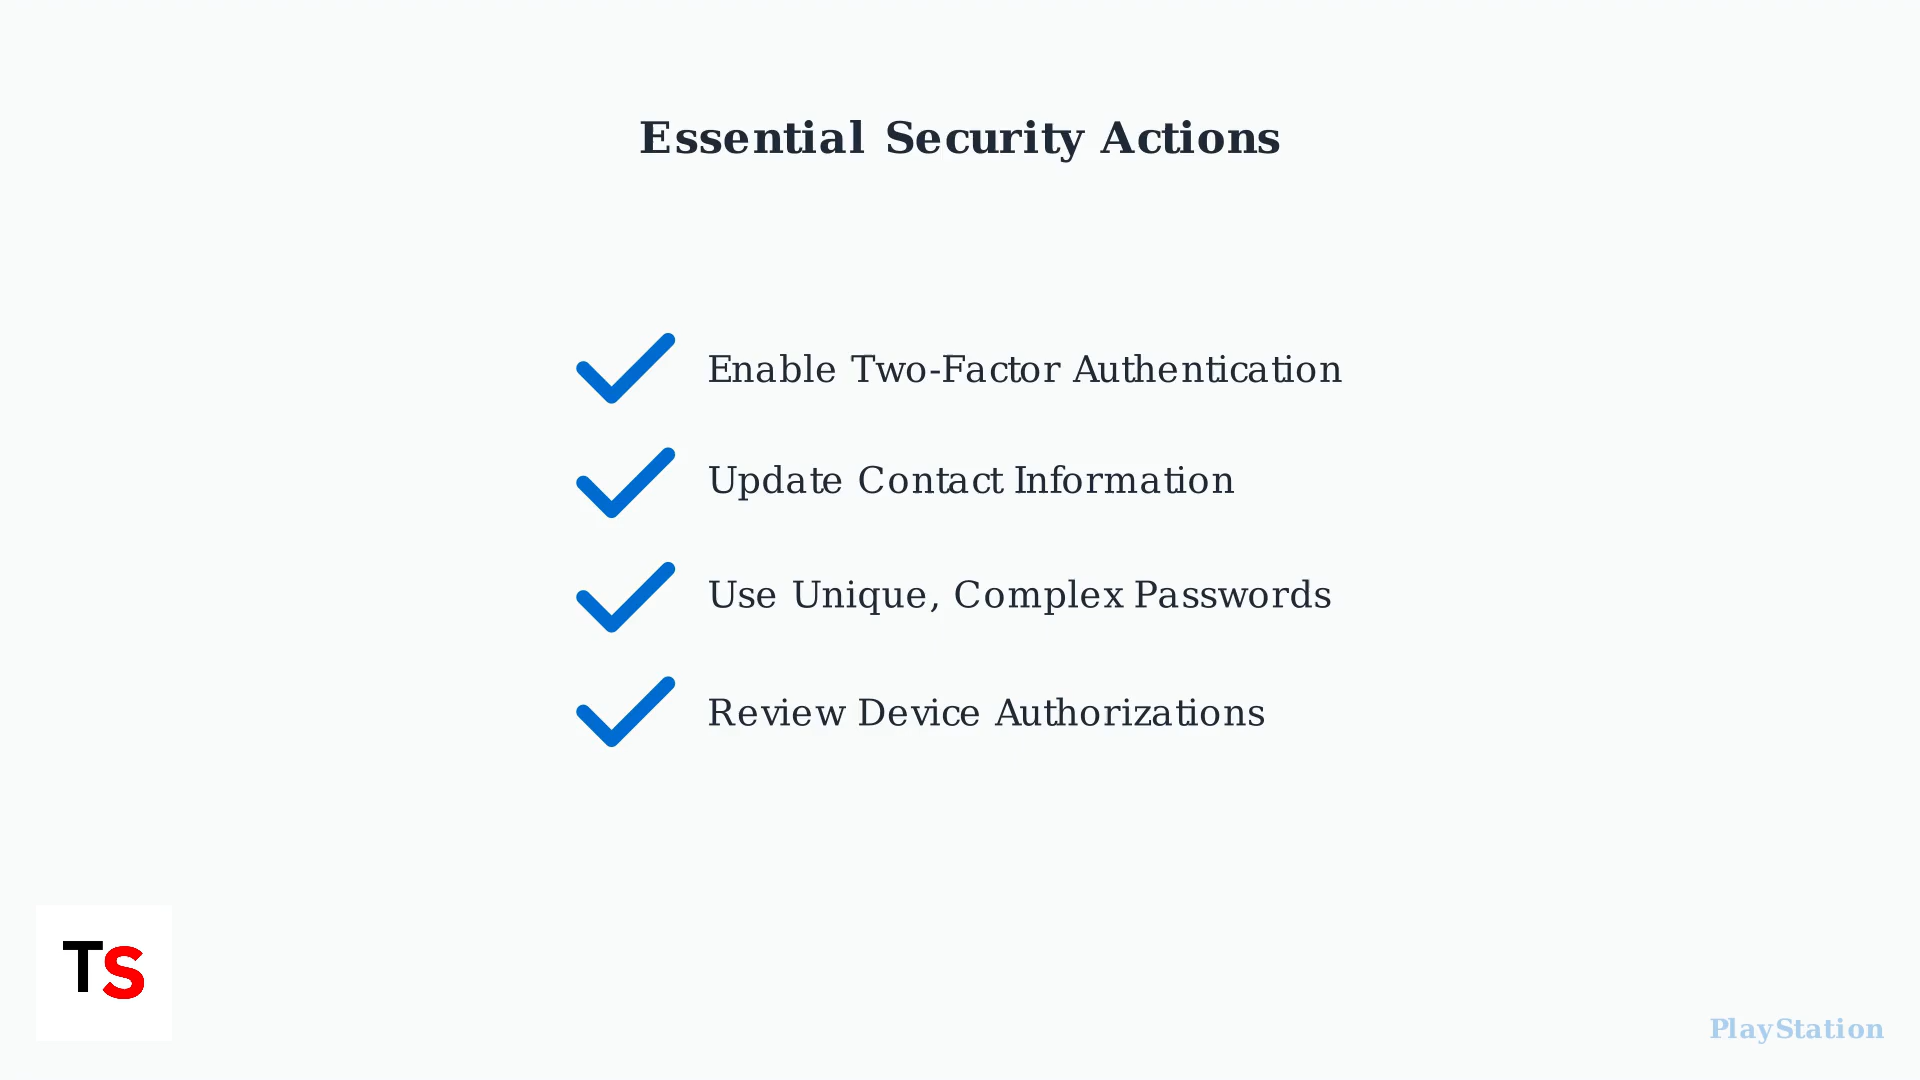 Essential Security Actions
Enable Two-Factor Authentication
Update Contact Information
Use Unique, Complex Passwords
Review Device Authorizations
TS
PlayStation